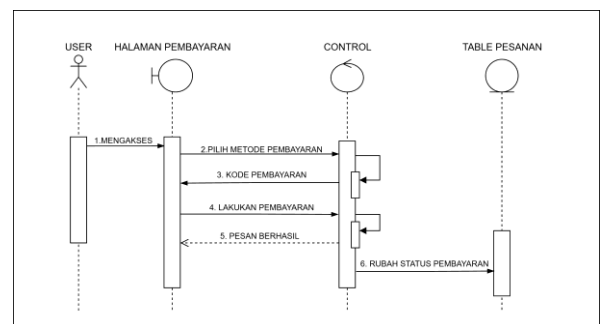 USER
HALAMAN PEMBAYARAN
CONTROL
TABLE PESANAN
1.MENGAKSES
2.PILIH METODE PEMBAYARAN
3. KODE PEMBAYARAN
4. LAKUKAN PEMBAYARAN
5. PESAN BERHASIL
6. RUBAH STATUS PEMBAYARAN